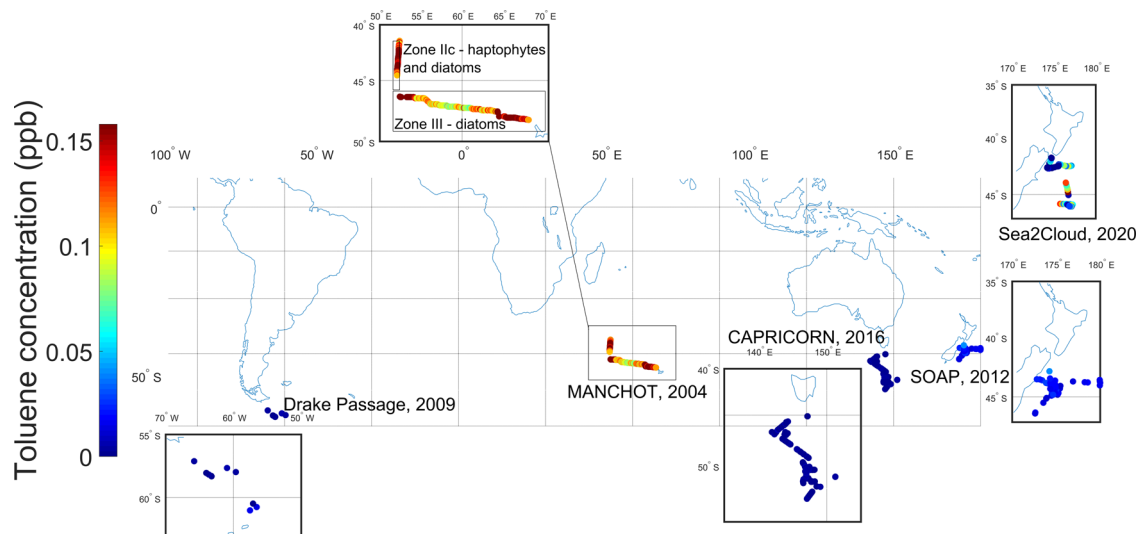 50° E 55° E 60° E 65° E 70° E
40° S
Zone IIc - haptophytes
and diatoms
45° S
Zone III - diatoms
50° S
Toluene concentration (ppb)
0.15
0.1
0.05
0
100° W 50° W 0° 50° E 100° E 150° E
0°
50° S
170° E 175° E 180° E
35° S
40° S
45° S
Sea2Cloud, 2020
170° E 175° E 180° E
35° S
40° S
45° S
SOAP, 2012
CAPRICORN, 2016
140° E 150° E
40° S
50° S
MANCHOT, 2004
Drake Passage, 2009
70° W 60° W 50° W
55° S
60° S